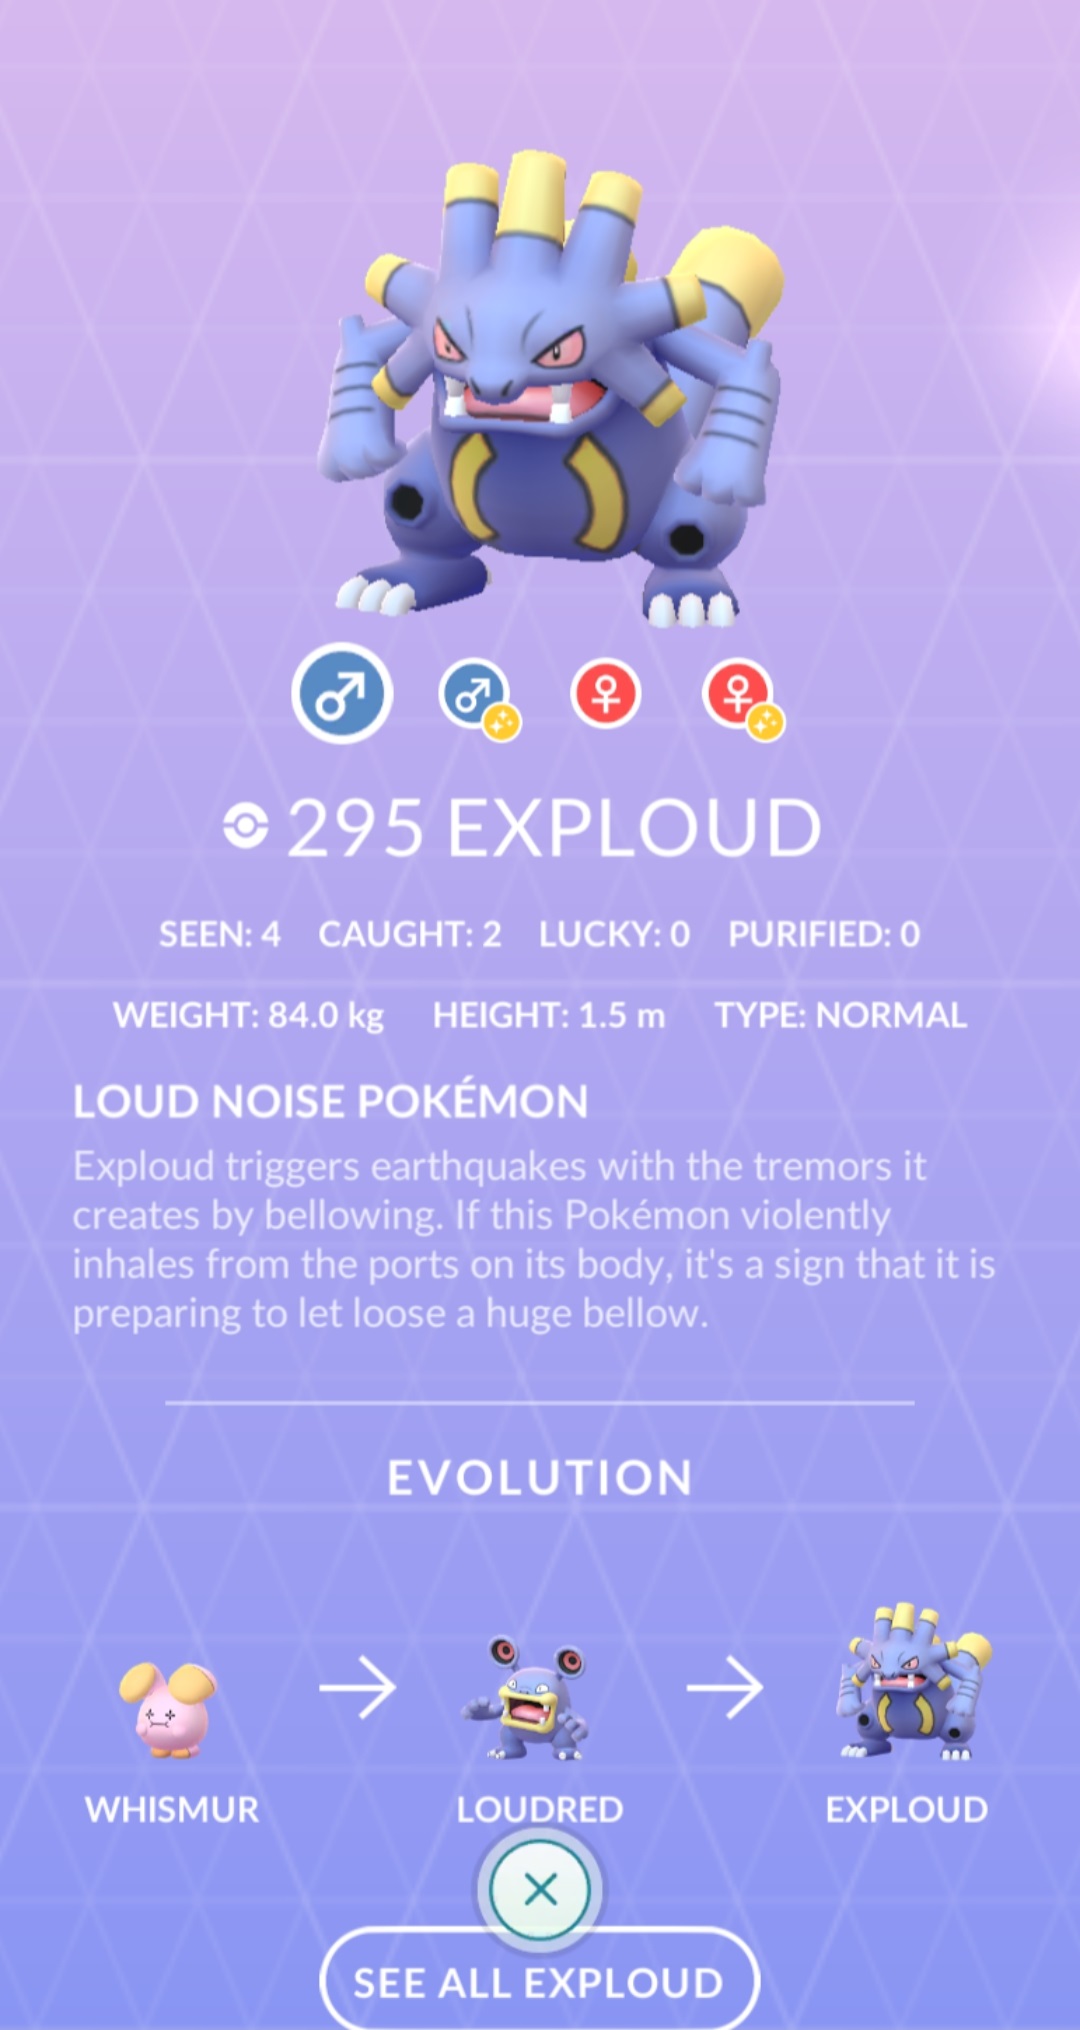 295 EXPLOUD
SEEN: 4 CAUGHT: 2 LUCKY: 0 PURIFIED: 0
WEIGHT: 84.0 kg HEIGHT: 1.5 m TYPE: NORMAL
LOUD NOISE POKÉMON
Exploud triggers earthquakes with the tremors it
creates by bellowing. If this Pokémon violently
inhales from the ports on its body, it's a sign that it is
preparing to let loose a huge bellow.
EVOLUTION
WHISMUR LOUDRED EXPLOUD
SEE ALL EXPLOUD